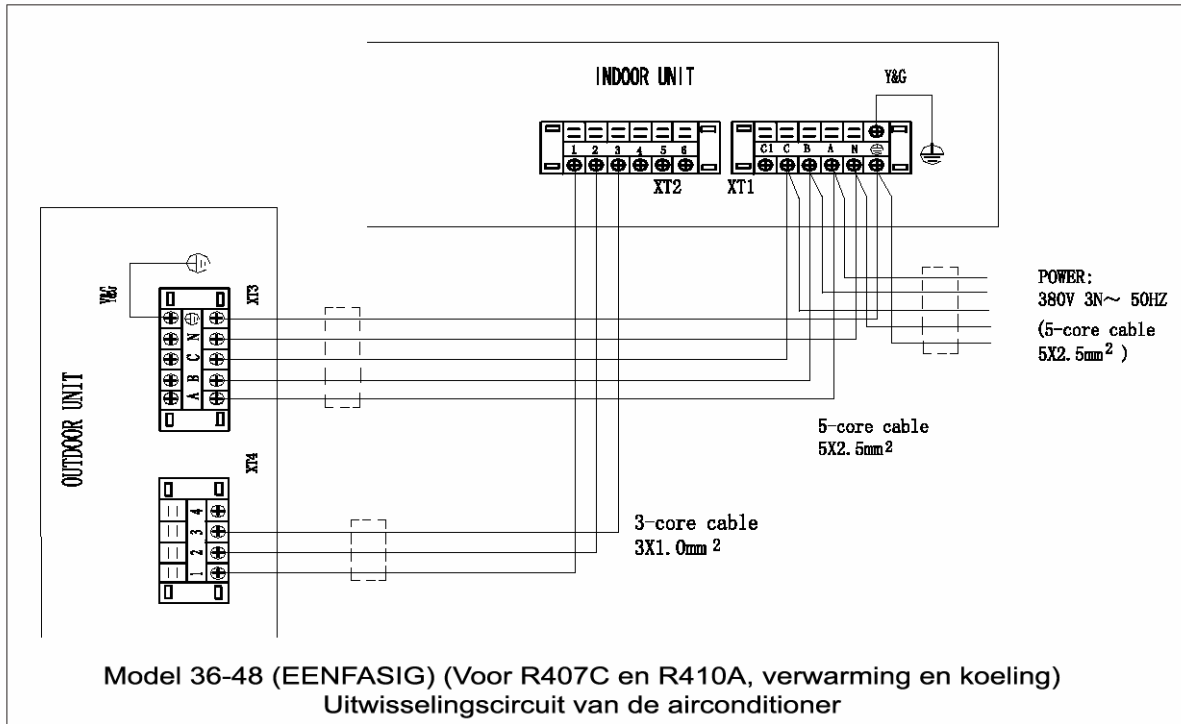 INDOOR UNIT
Y&G
1 2 3 4 5 6
C1 C B A N
XT2
XT1
Y&G
XT3
N
C
B
A
OUTDOOR UNIT
XT4
4
3
2
1
POWER:
380V 3N～ 50HZ
(5-core cable
5X2.5mm² )
5-core cable
5X2.5mm²
3-core cable
3X1.0mm²
Model 36-48 (EENFASIG) (Voor R407C en R410A, verwarming en koeling)
Uitwisselingscircuit van de airconditioner